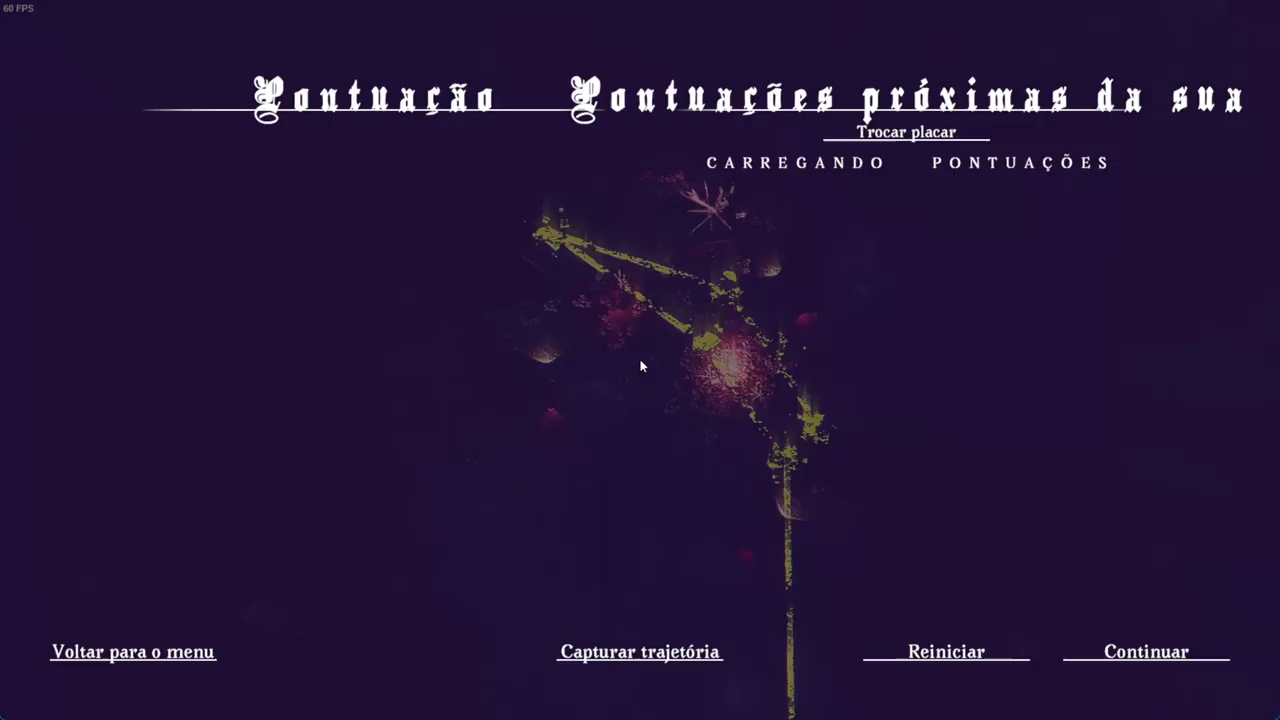 60 FPS
Pontuação Pontuações próximas da sua
Trocar placar
CARREGANDO PONTUAÇÕES
Voltar para o menu Capturar trajetória Reiniciar Continuar